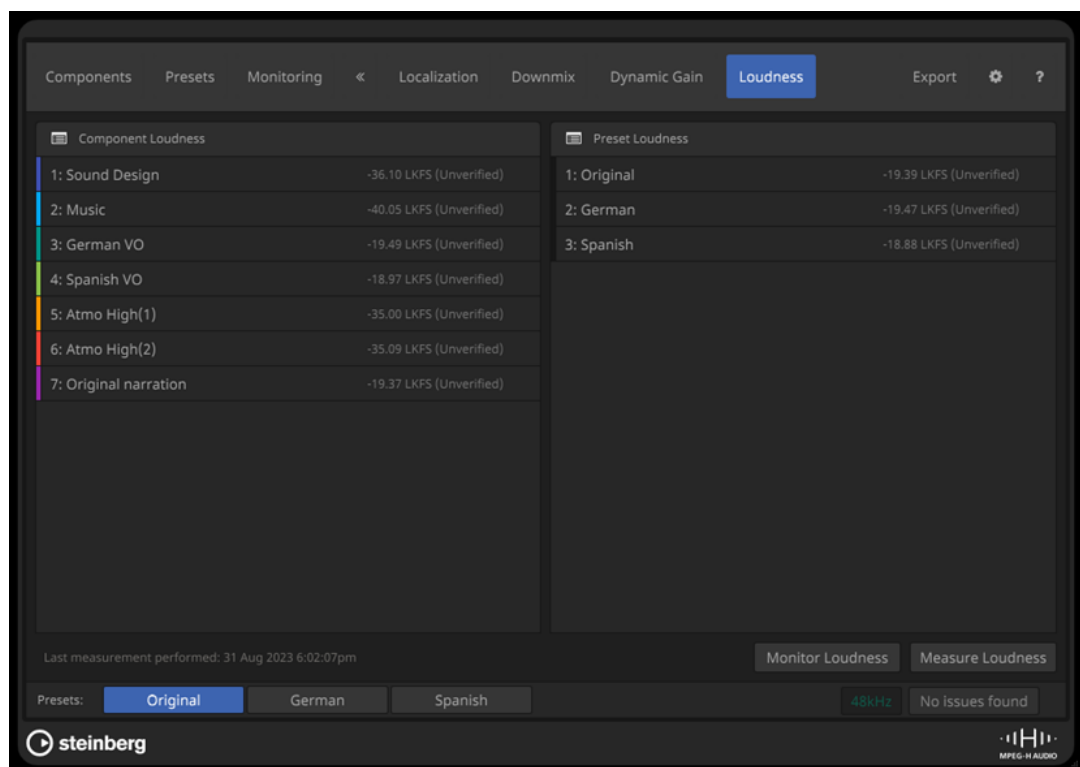 Components Presets Monitoring « Localization Downmix Dynamic Gain Loudness Export ?
Component Loudness
1: Sound Design -36.10 LKFS (Unverified)
2: Music -40.05 LKFS (Unverified)
3: German VO -19.49 LKFS (Unverified)
4: Spanish VO -18.97 LKFS (Unverified)
5: Atmo High(1) -35.00 LKFS (Unverified)
6: Atmo High(2) -35.09 LKFS (Unverified)
7: Original narration -19.37 LKFS (Unverified)
Preset Loudness
1: Original -19.39 LKFS (Unverified)
2: German -19.47 LKFS (Unverified)
3: Spanish -18.88 LKFS (Unverified)
Last measurement performed: 31 Aug 2023 6:02:07pm
Monitor Loudness Measure Loudness
Presets: Original German Spanish 48kHz No issues found
steinberg
MPEG-H AUDIO